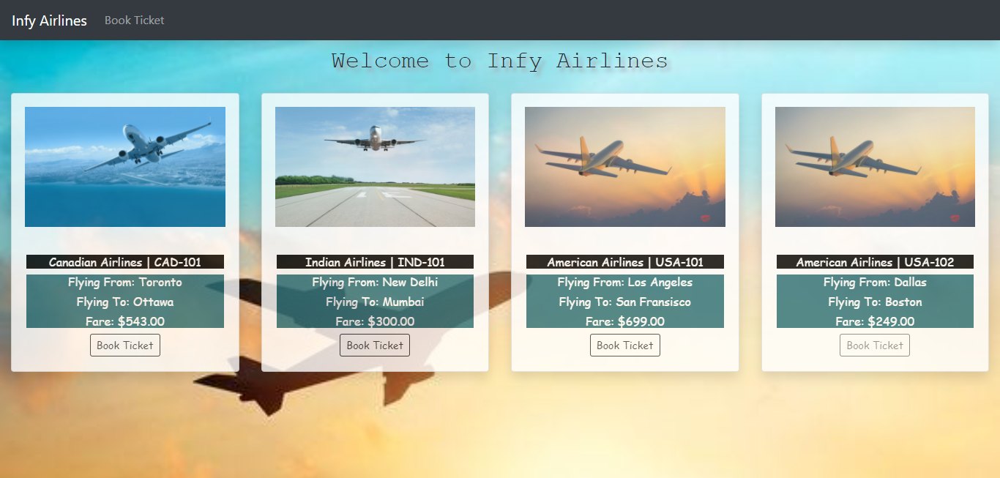 Infy Airlines Book Ticket
Welcome to Infy Airlines
Canadian Airlines | CAD-101
Flying From: Toronto
Flying To: Ottawa
Fare: $543.00
Book Ticket
Indian Airlines | IND-101
Flying From: New Delhi
Flying To: Mumbai
Fare: $300.00
Book Ticket
American Airlines | USA-101
Flying From: Los Angeles
Flying To: San Fransisco
Fare: $699.00
Book Ticket
American Airlines | USA-102
Flying From: Dallas
Flying To: Boston
Fare: $249.00
Book Ticket